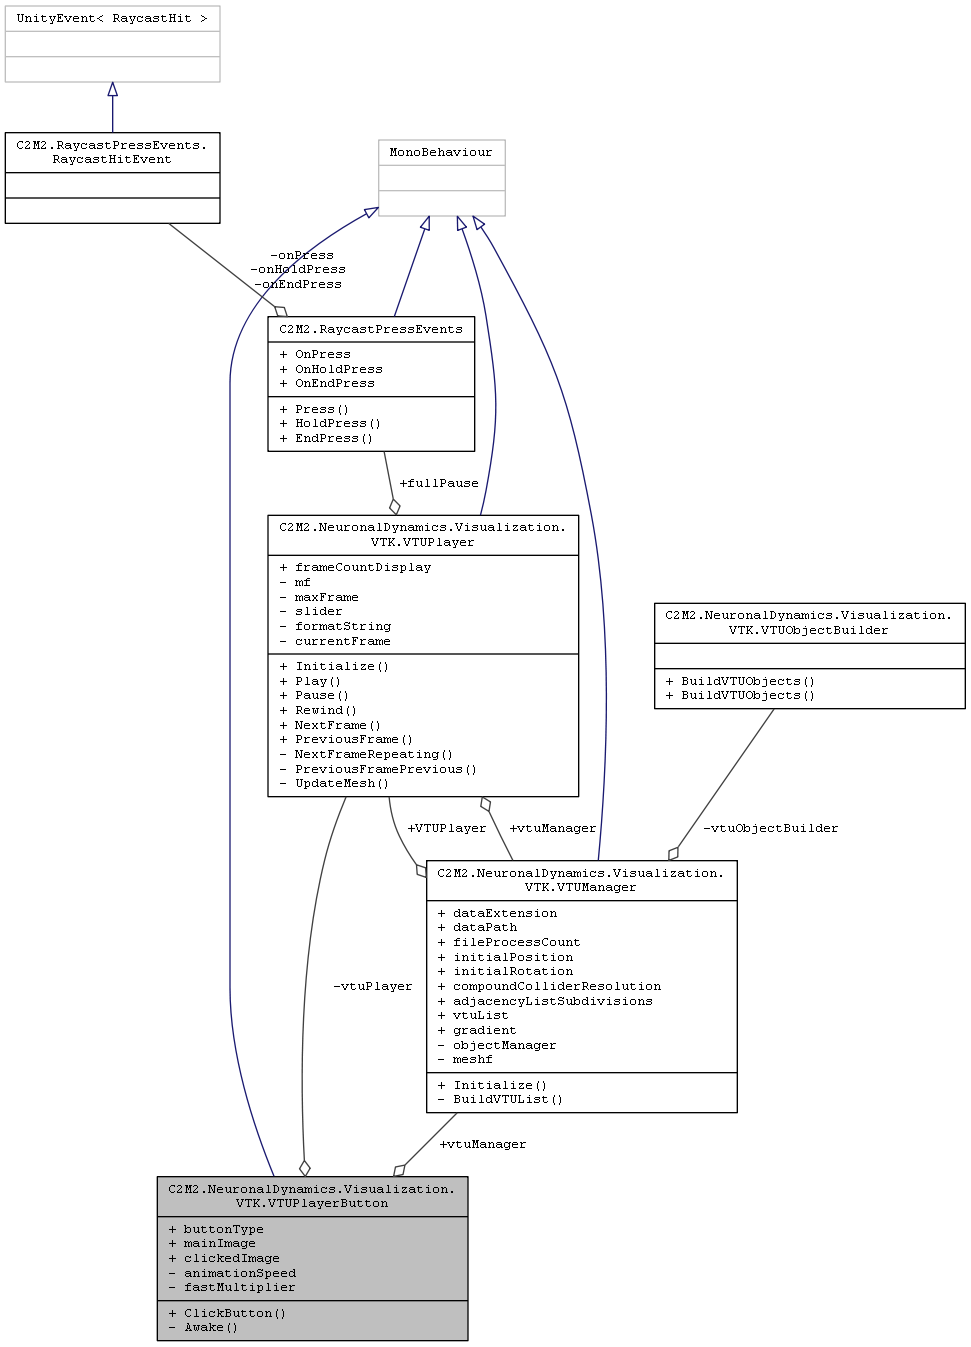 UnityEvent< RaycastHit >
C2M2.RaycastPressEvents.
RaycastHitEvent
MonoBehaviour
-onPress
-onHoldPress
-onEndPress
C2M2.RaycastPressEvents
+ OnPress
+ OnHoldPress
+ OnEndPress
+ Press()
+ HoldPress()
+ EndPress()
+fullPause
C2M2.NeuronalDynamics.Visualization.
VTK.VTUPlayer
+ frameCountDisplay
- mf
- maxFrame
- slider
- formatString
- currentFrame
+ Initialize()
+ Play()
+ Pause()
+ Rewind()
+ NextFrame()
+ PreviousFrame()
- NextFrameRepeating()
- PreviousFramePrevious()
- UpdateMesh()
C2M2.NeuronalDynamics.Visualization.
VTK.VTUObjectBuilder
+ BuildVTUObjects()
+ BuildVTUObjects()
+VTUPlayer
+vtuManager
-vtuObjectBuilder
C2M2.NeuronalDynamics.Visualization.
VTK.VTUManager
+ dataExtension
+ dataPath
+ fileProcessCount
+ initialPosition
+ initialRotation
+ compoundColliderResolution
+ adjacencyListSubdivisions
+ vtuList
+ gradient
- objectManager
- meshf
+ Initialize()
- BuildVTUList()
-vtuPlayer
+vtuManager
C2M2.NeuronalDynamics.Visualization.
VTK.VTUPlayerButton
+ buttonType
+ mainImage
+ clickedImage
- animationSpeed
- fastMultiplier
+ ClickButton()
- Awake()